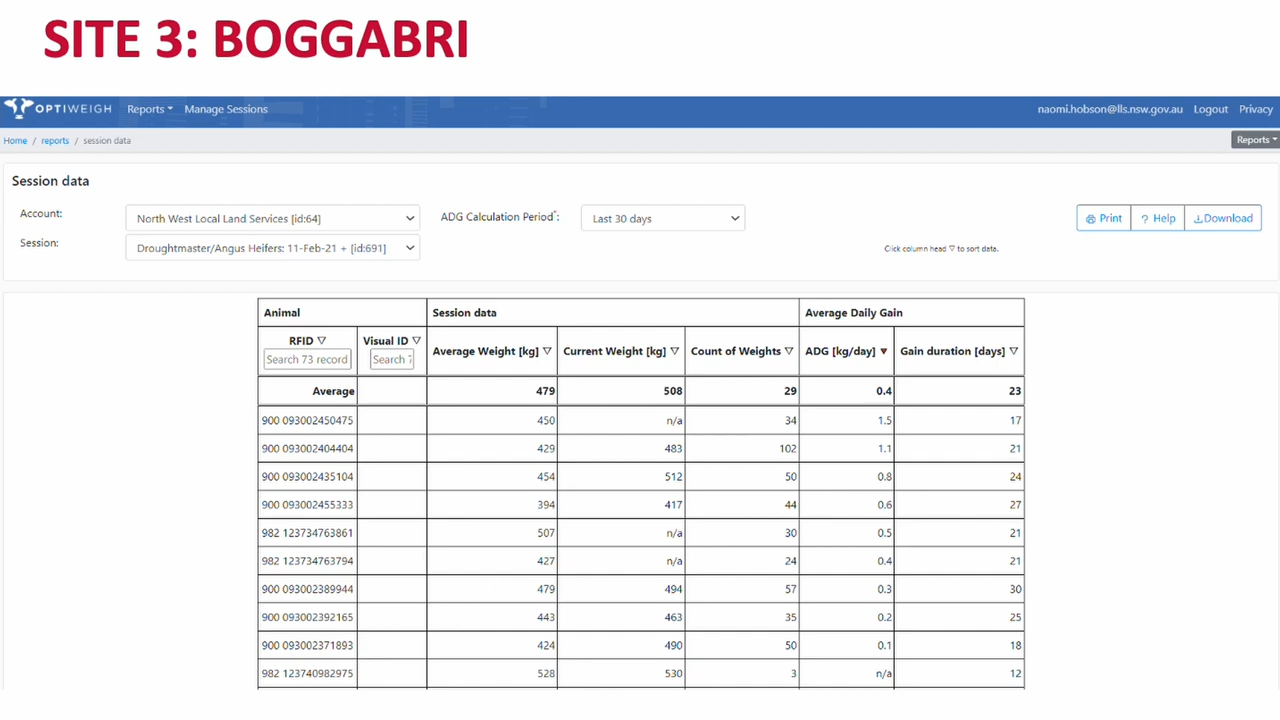 SITE 3: BOGGABRI
OPTIWEIGH Reports Manage Sessions naomi.hobson@lls.nsw.gov.au Logout Privacy
Home / reports / session data Reports
Session data
Account: North West Local Land Services [id:64] ADG Calculation Period*: Last 30 days Print ? Help Download
Session: Droughtmaster/Angus Heifers: 11-Feb-21 + [id:691] Click column head ▽ to sort data.
Animal Session data Average Daily Gain
RFID ▽ Visual ID ▽ Average Weight [kg] ▽ Current Weight [kg] ▽ Count of Weights ▽ ADG [kg/day] ▼ Gain duration [days] ▽
Search 73 record Search
Average 479 508 29 0.4 23
900 093002450475 450 n/a 34 1.5 17
900 093002404404 429 483 102 1.1 21
900 093002435104 454 512 50 0.8 24
900 093002455333 394 417 44 0.6 27
982 123734763861 507 n/a 30 0.5 21
982 123734763794 427 n/a 24 0.4 21
900 093002389944 479 494 57 0.3 30
900 093002392165 443 463 35 0.2 25
900 093002371893 424 490 50 0.1 18
982 123740982975 528 530 3 n/a 12